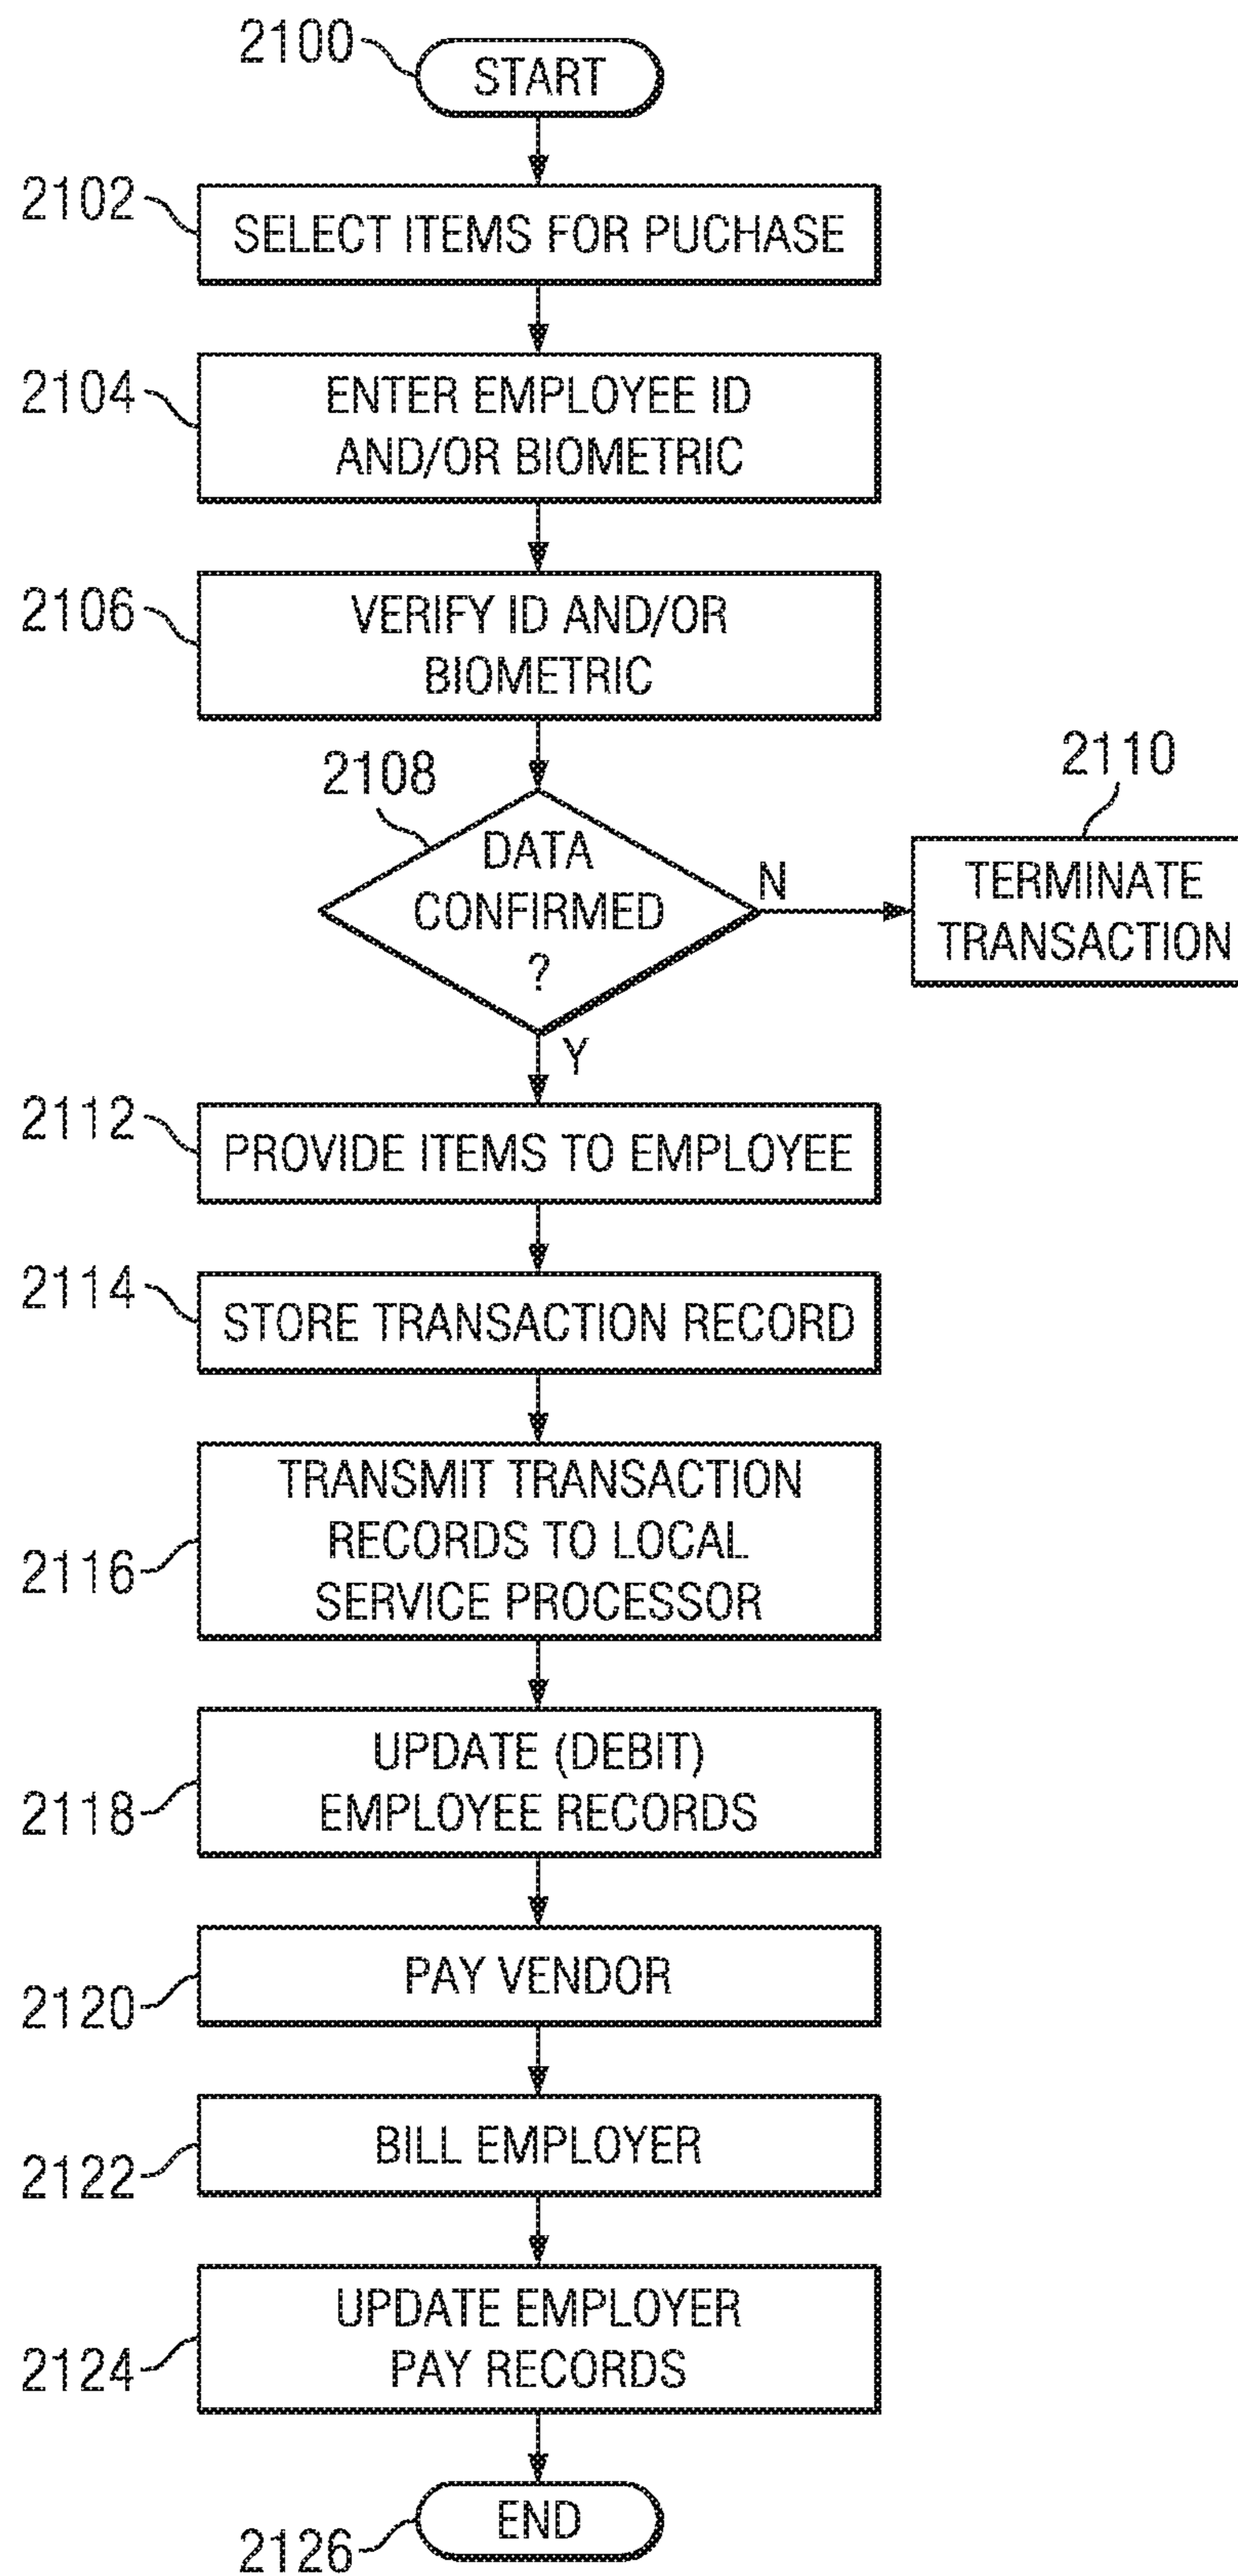 2100
START
2102
SELECT ITEMS FOR PUCHASE
2104
ENTER EMPLOYEE ID
AND/OR BIOMETRIC
2106
VERIFY ID AND/OR
BIOMETRIC
2108
DATA
CONFIRMED
?
N
2110
TERMINATE
TRANSACTION
Y
2112
PROVIDE ITEMS TO EMPLOYEE
2114
STORE TRANSACTION RECORD
2116
TRANSMIT TRANSACTION
RECORDS TO LOCAL
SERVICE PROCESSOR
2118
UPDATE (DEBIT)
EMPLOYEE RECORDS
2120
PAY VENDOR
2122
BILL EMPLOYER
2124
UPDATE EMPLOYER
PAY RECORDS
2126
END